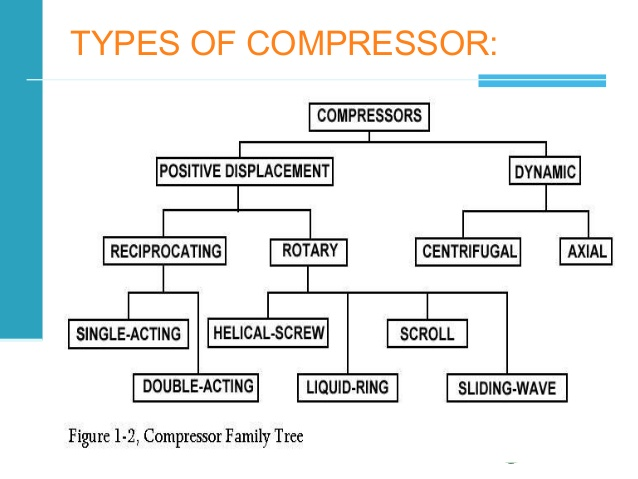 TYPES OF COMPRESSOR:
COMPRESSORS
POSITIVE DISPLACEMENT
DYNAMIC
RECIPROCATING
ROTARY
CENTRIFUGAL
AXIAL
SINGLE-ACTING
HELICAL-SCREW
SCROLL
DOUBLE-ACTING
LIQUID-RING
SLIDING-WAVE
Figure 1-2, Compressor Family Tree